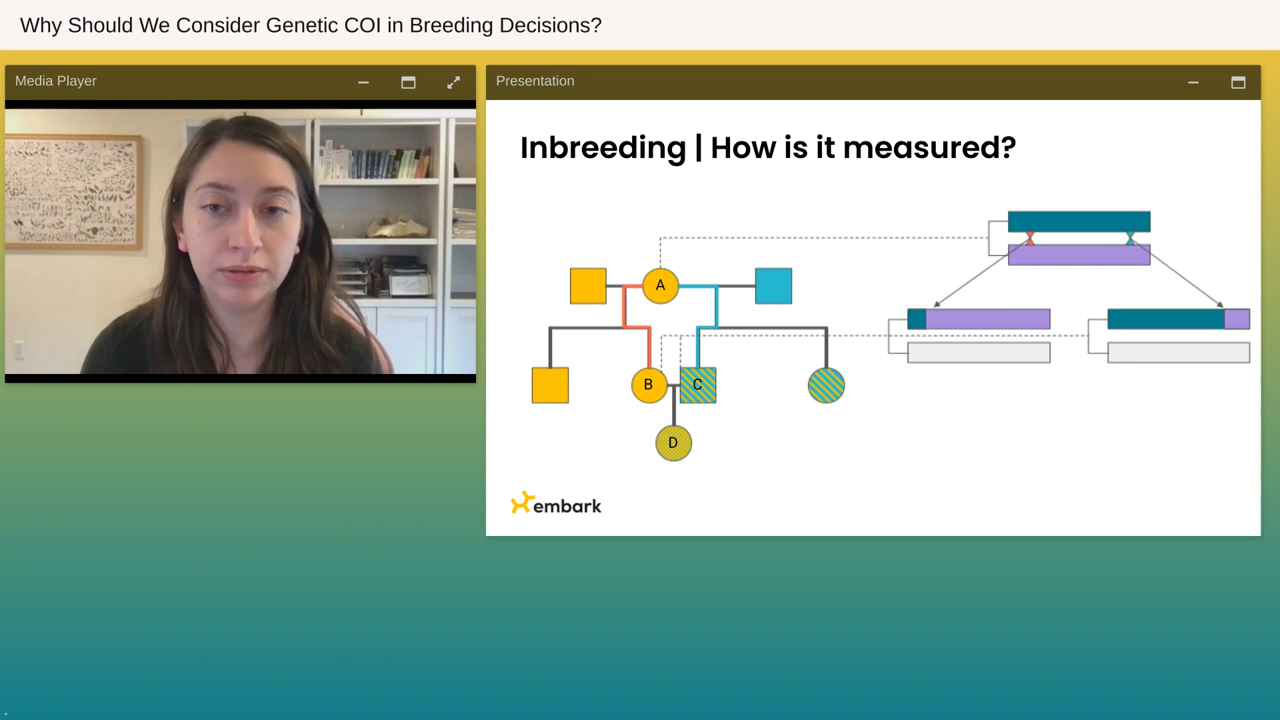 Why Should We Consider Genetic COI in Breeding Decisions?
Media Player
Presentation
Inbreeding | How is it measured?
A
B
C
D
embark